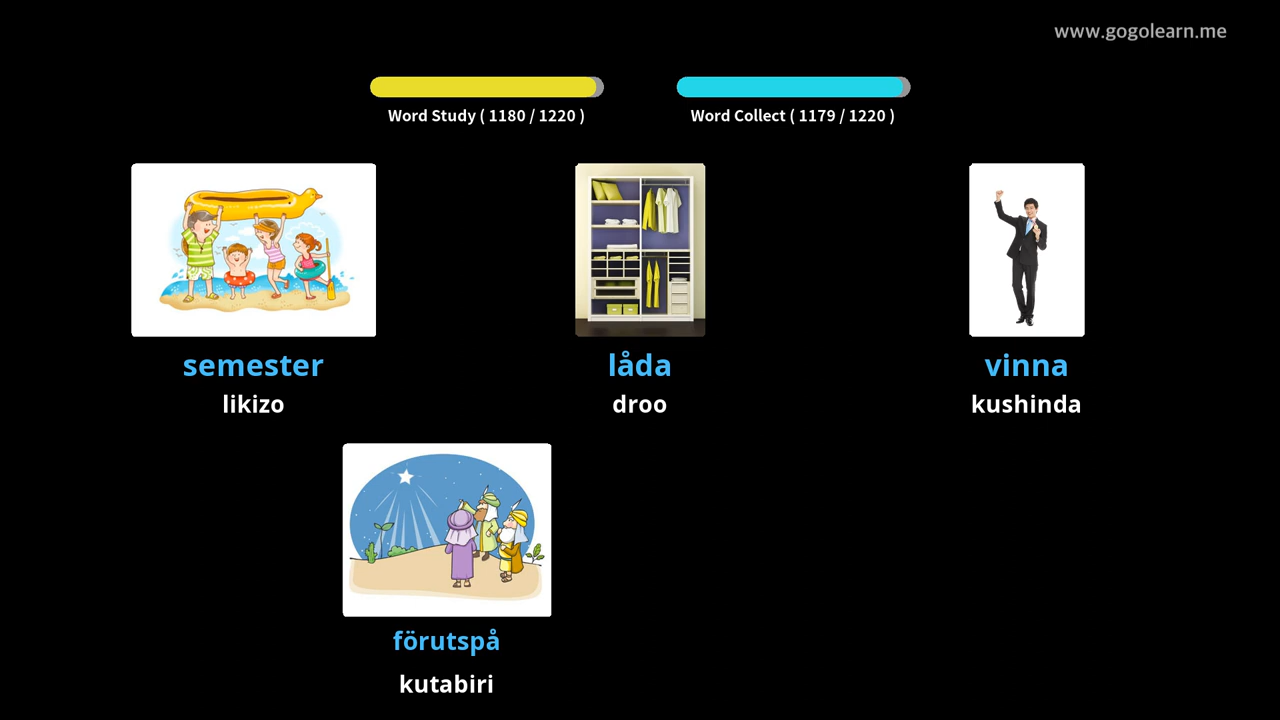 www.gogolearn.me
Word Study ( 1180 / 1220 )
Word Collect ( 1179 / 1220 )
semester
likizo
låda
droo
vinna
kushinda
förutspå
kutabiri